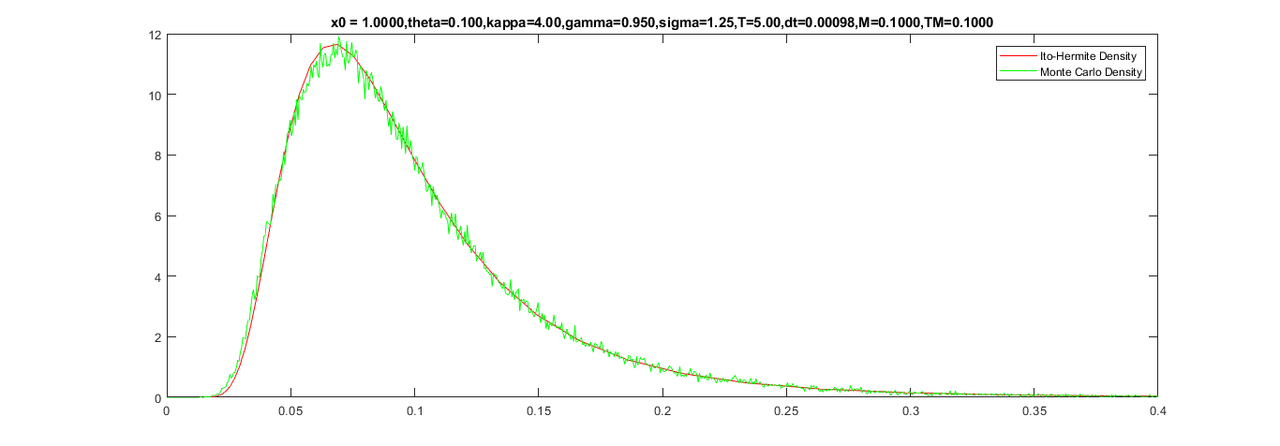 x0 = 1.0000,theta=0.100,kappa=4.00,gamma=0.950,sigma=1.25,T=5.00,dt=0.00098,M=0.1000,TM=0.1000
Ito-Hermite Density
Monte Carlo Density
12
10
8
6
4
2
0
0 0.05 0.1 0.15 0.2 0.25 0.3 0.35 0.4